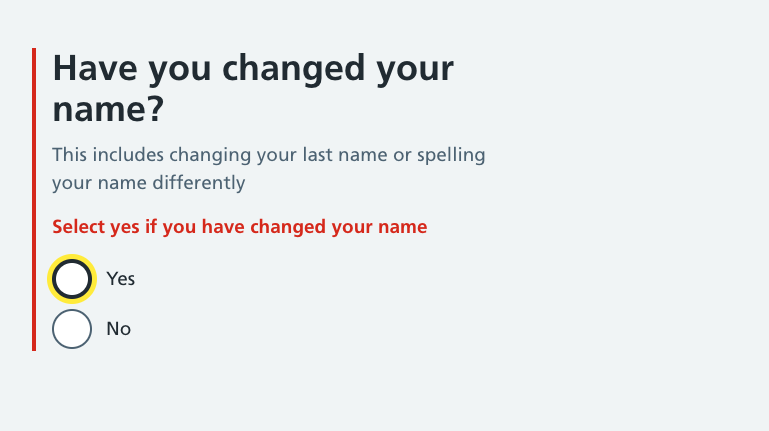 Have you changed your
name?
This includes changing your last name or spelling
your name differently
Select yes if you have changed your name
Yes
No